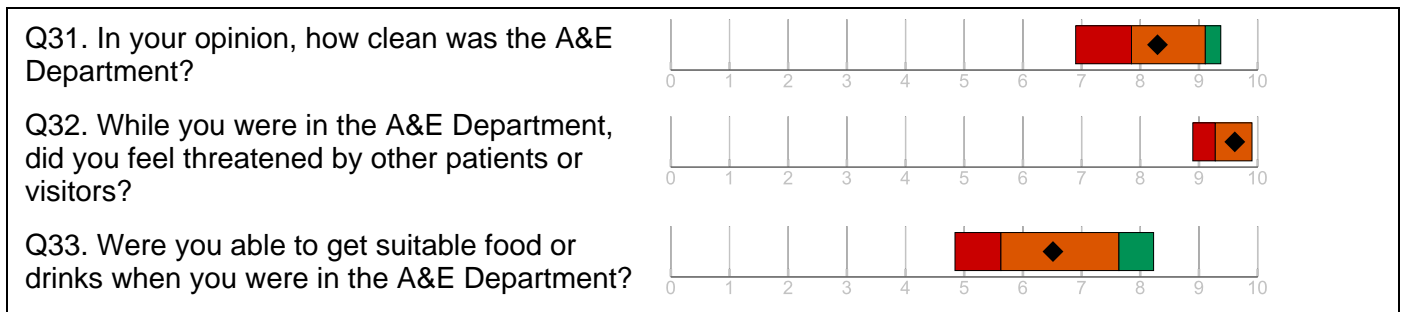 Q31. In your opinion, how clean was the A&E
Department?
0 1 2 3 4 5 6 7 8 9 10
Q32. While you were in the A&E Department,
did you feel threatened by other patients or
visitors?
0 1 2 3 4 5 6 7 8 9 10
Q33. Were you able to get suitable food or
drinks when you were in the A&E Department?
0 1 2 3 4 5 6 7 8 9 10